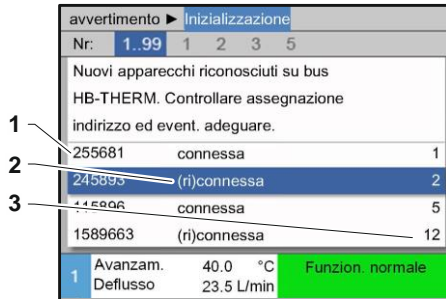 avvertimento ► Inizializzazione
Nr: 1..99 1 2 3 5
Nuovi apparecchi riconosciuti su bus
HB-THERM. Controllare assegnazione
indirizzo ed event. adeguare.
1
255681 connessa 1
2
245893 (ri)connessa 2
3
115896 connessa 5
1589663 (ri)connessa 12
1 Avanzam. 40.0 °C Funzion. normale
Deflusso 23.5 L/min